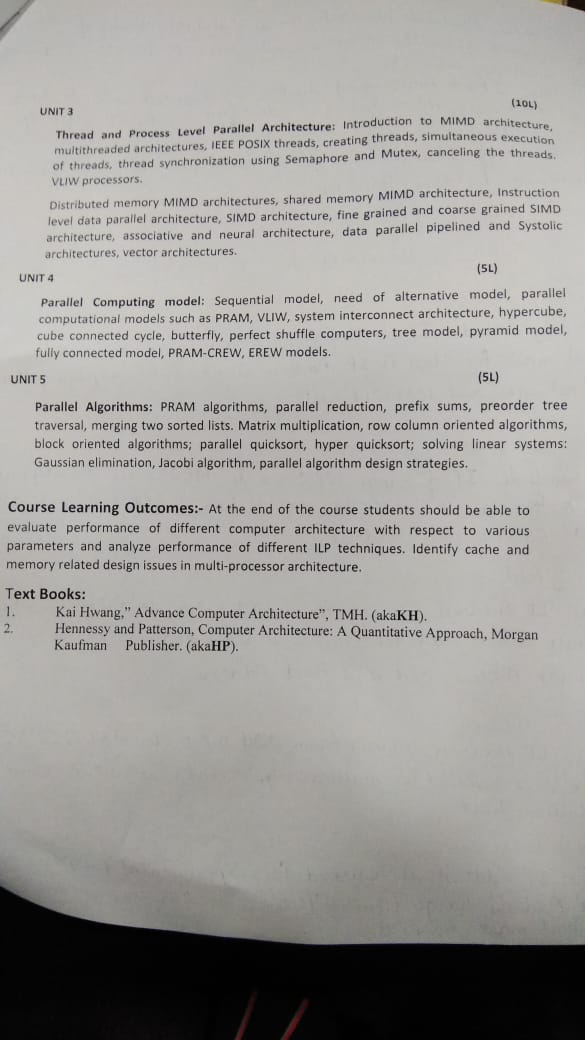 UNIT 3 (10L)
Thread and Process Level Parallel Architecture: Introduction to MIMD architecture,
multithreaded architectures, IEEE POSIX threads, creating threads, simultaneous execution
of threads, thread synchronization using Semaphore and Mutex, canceling the threads.
VLIW processors.
Distributed memory MIMD architectures, shared memory MIMD architecture, Instruction
level data parallel architecture, SIMD architecture, fine grained and coarse grained SIMD
architecture, associative and neural architecture, data parallel pipelined and Systolic
architectures, vector architectures.
UNIT 4 (5L)
Parallel Computing model: Sequential model, need of alternative model, parallel
computational models such as PRAM, VLIW, system interconnect architecture, hypercube,
cube connected cycle, butterfly, perfect shuffle computers, tree model, pyramid model,
fully connected model, PRAM-CREW, EREW models.
UNIT 5 (5L)
Parallel Algorithms: PRAM algorithms, parallel reduction, prefix sums, preorder tree
traversal, merging two sorted lists. Matrix multiplication, row column oriented algorithms,
block oriented algorithms; parallel quicksort, hyper quicksort; solving linear systems:
Gaussian elimination, Jacobi algorithm, parallel algorithm design strategies.
Course Learning Outcomes:- At the end of the course students should be able to
evaluate performance of different computer architecture with respect to various
parameters and analyze performance of different ILP techniques. Identify cache and
memory related design issues in multi-processor architecture.
Text Books:
1. Kai Hwang,” Advance Computer Architecture”, TMH. (akaKH).
2. Hennessy and Patterson, Computer Architecture: A Quantitative Approach, Morgan
Kaufman Publisher. (akaHP).